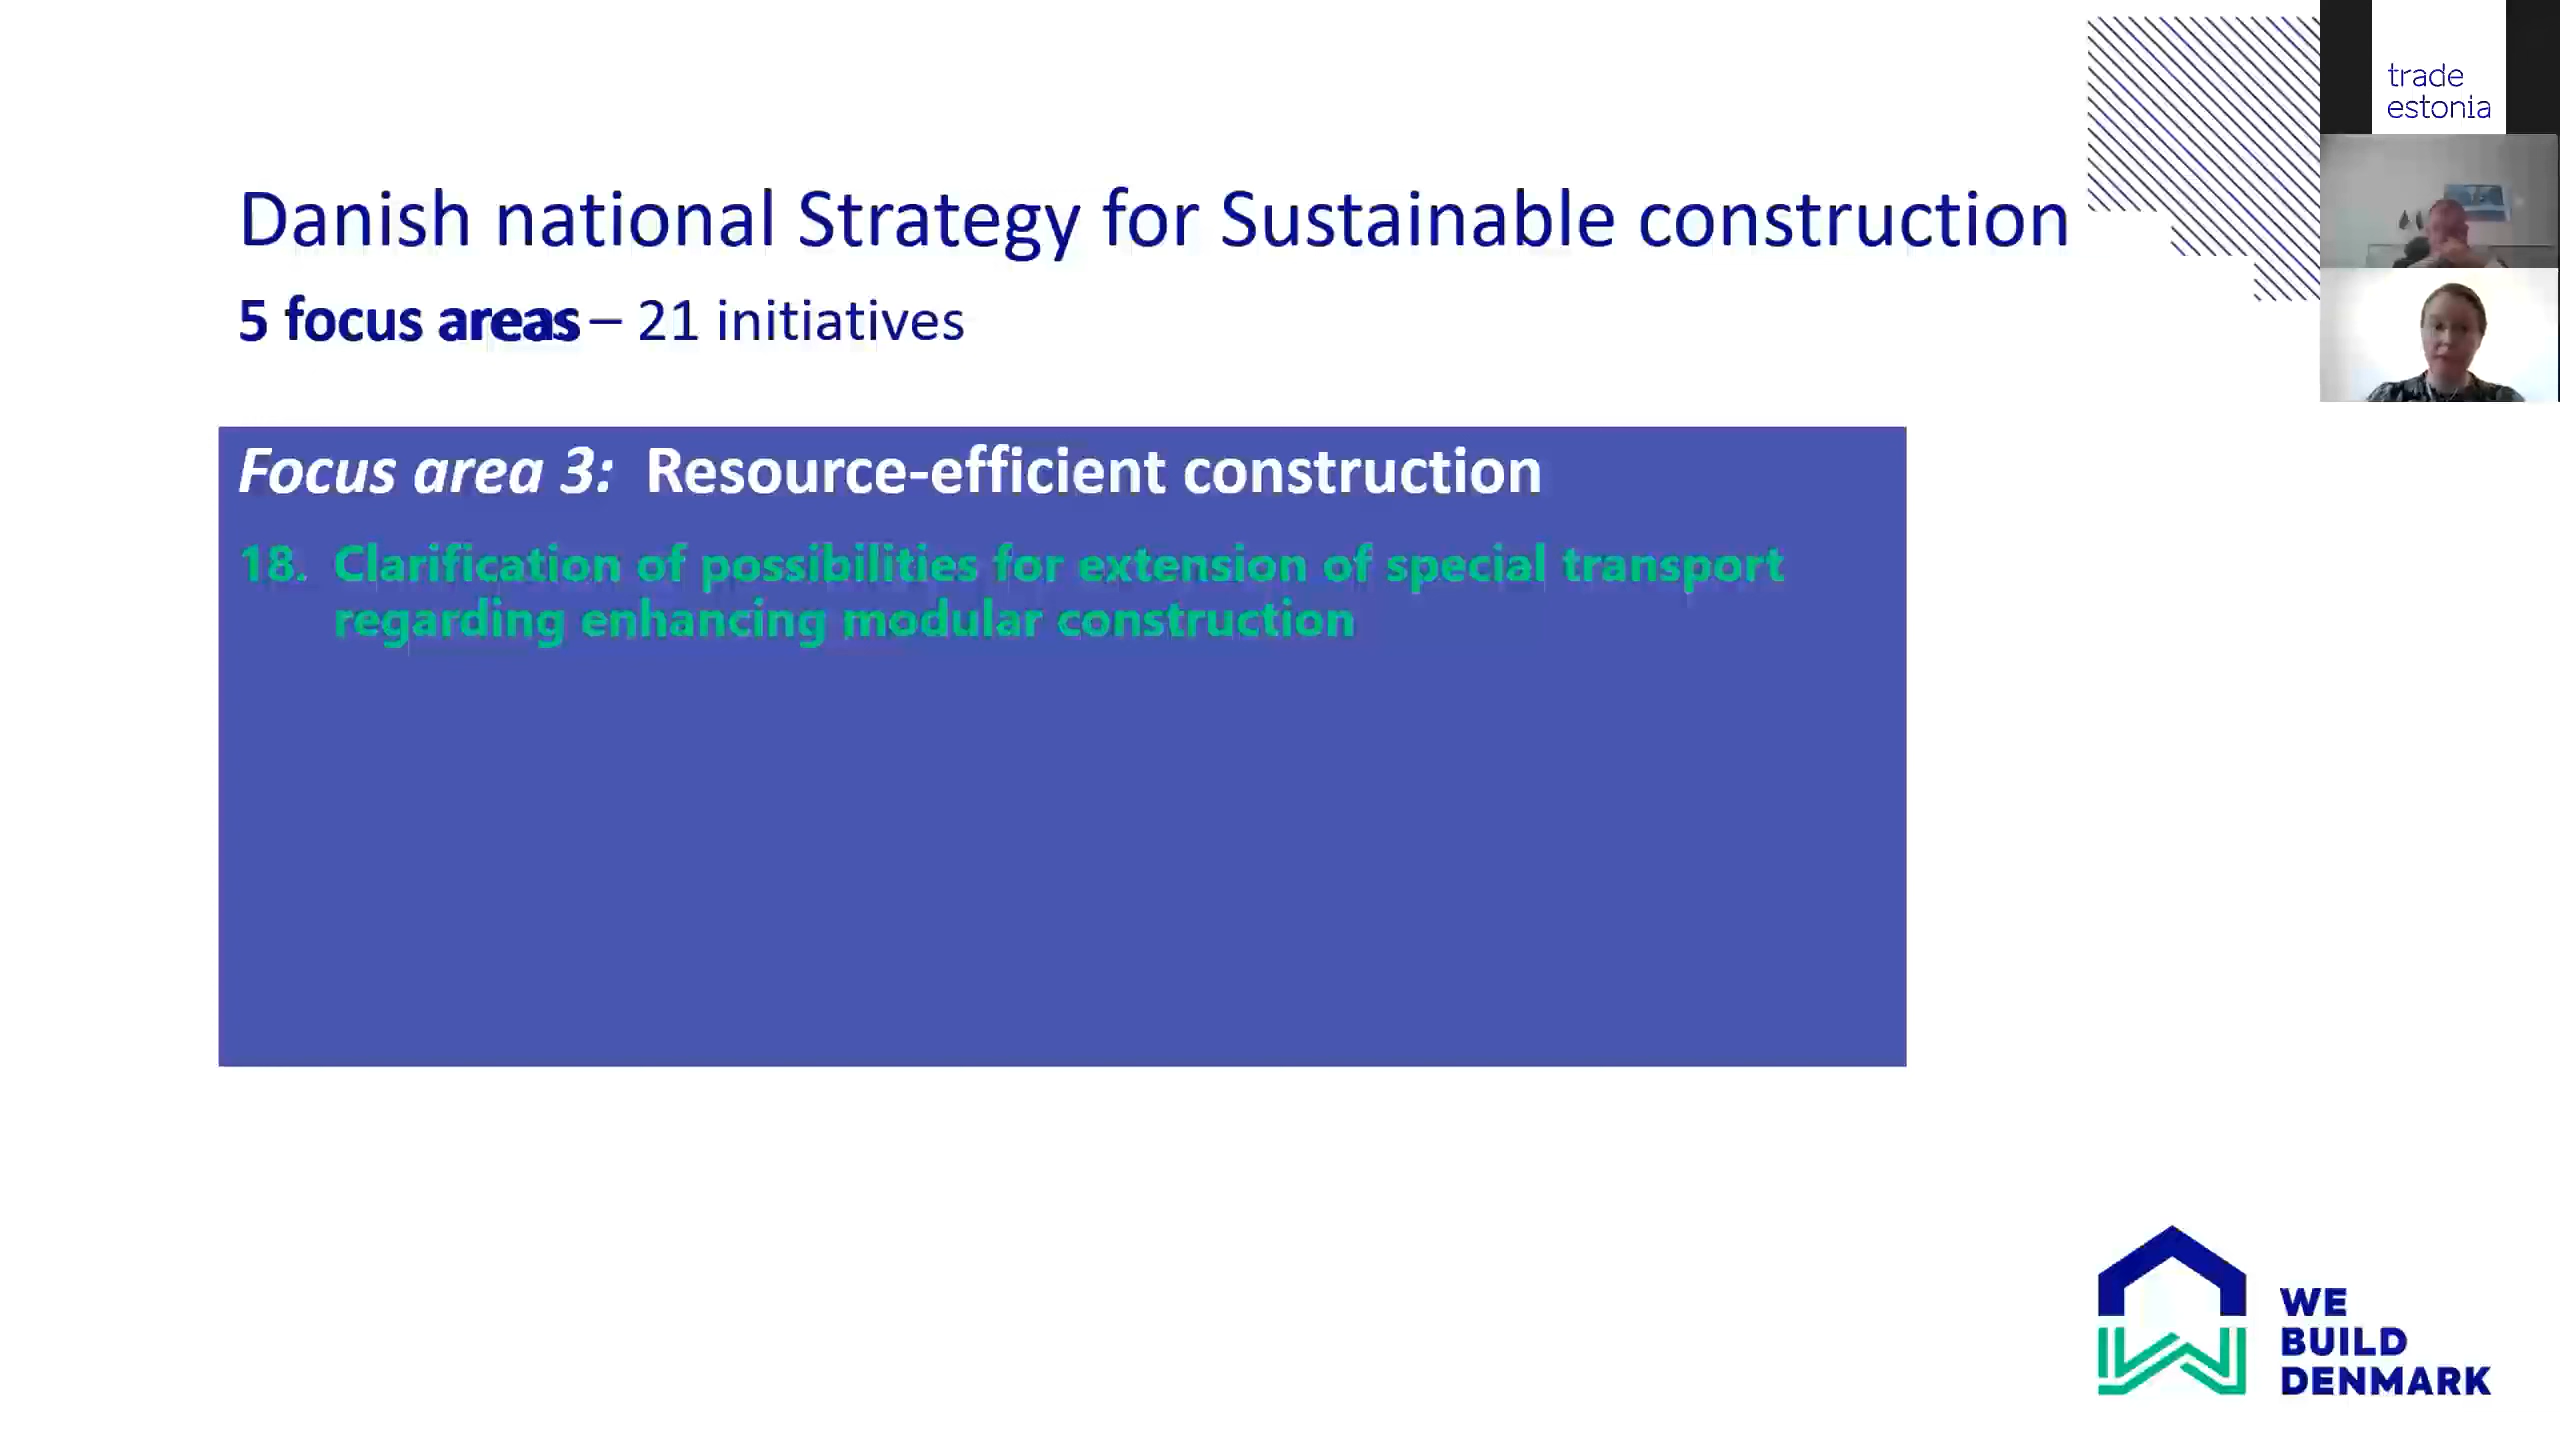 Danish national Strategy for Sustainable construction
5 focus areas – 21 initiatives
Focus area 3: Resource-efficient construction
18. Clarification of possibilities for extension of special transport
regarding enhancing modular construction
trade
estonia
WE
BUILD
DENMARK